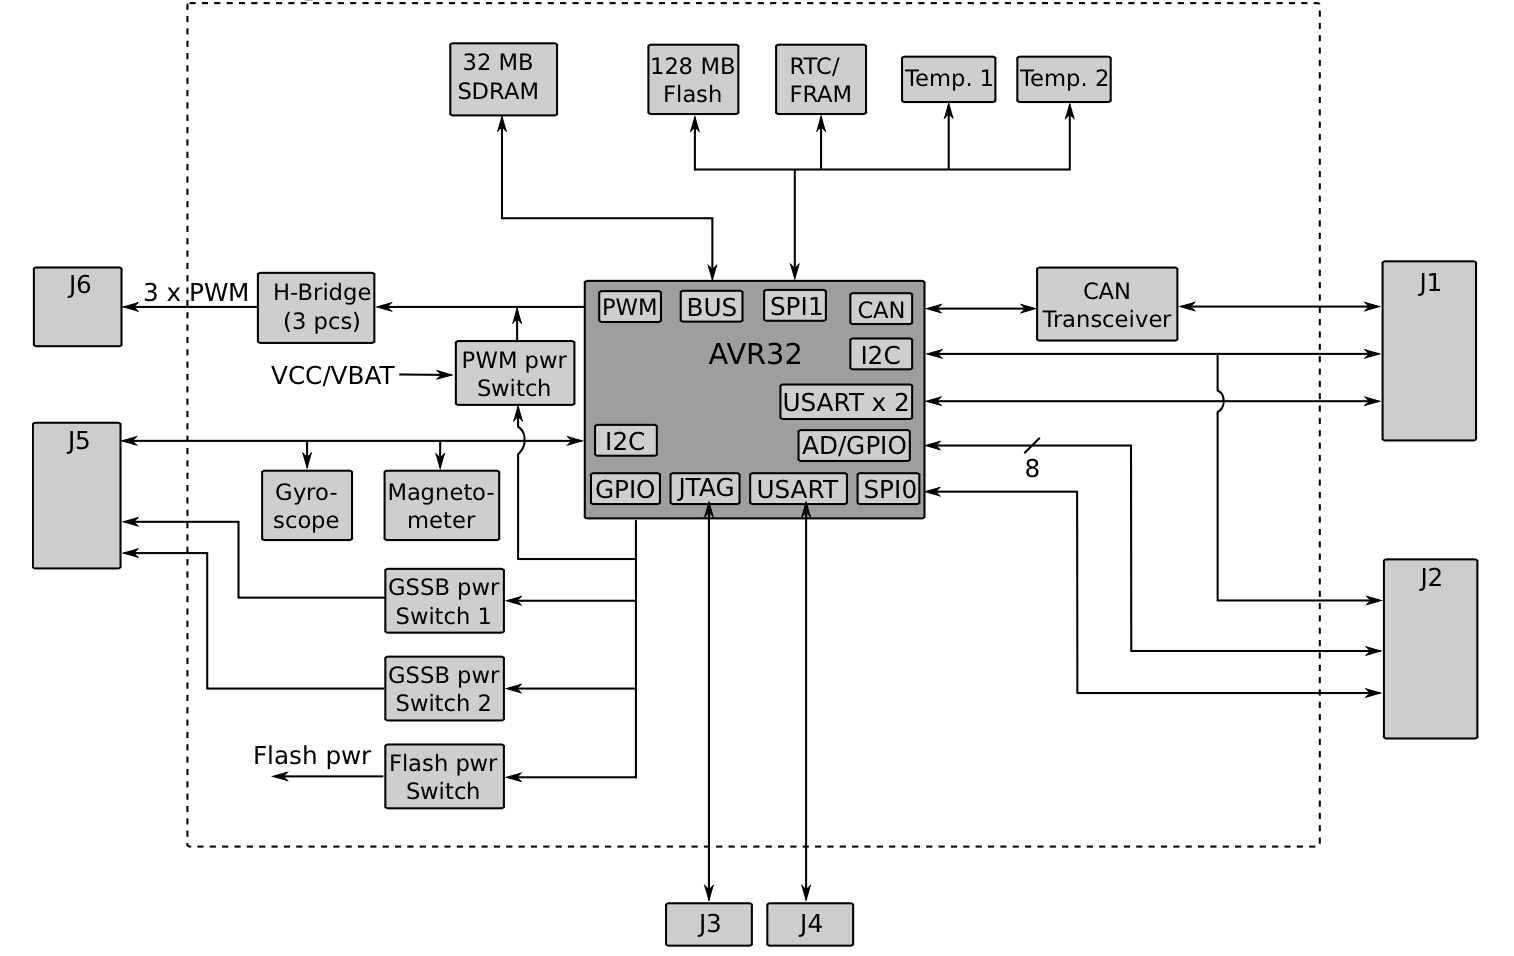 32 MB
SDRAM
128 MB
Flash
RTC/
FRAM
Temp. 1
Temp. 2
J6
3 x PWM
H-Bridge
(3 pcs)
PWM
BUS
SPI1
CAN
CAN
Transceiver
J1
AVR32
I2C
VCC/VBAT
PWM pwr
Switch
USART x 2
J5
I2C
AD/GPIO
8
Gyro-
scope
Magneto-
meter
GPIO
JTAG
USART
SPI0
GSSB pwr
Switch 1
J2
GSSB pwr
Switch 2
Flash pwr
Flash pwr
Switch
J3
J4